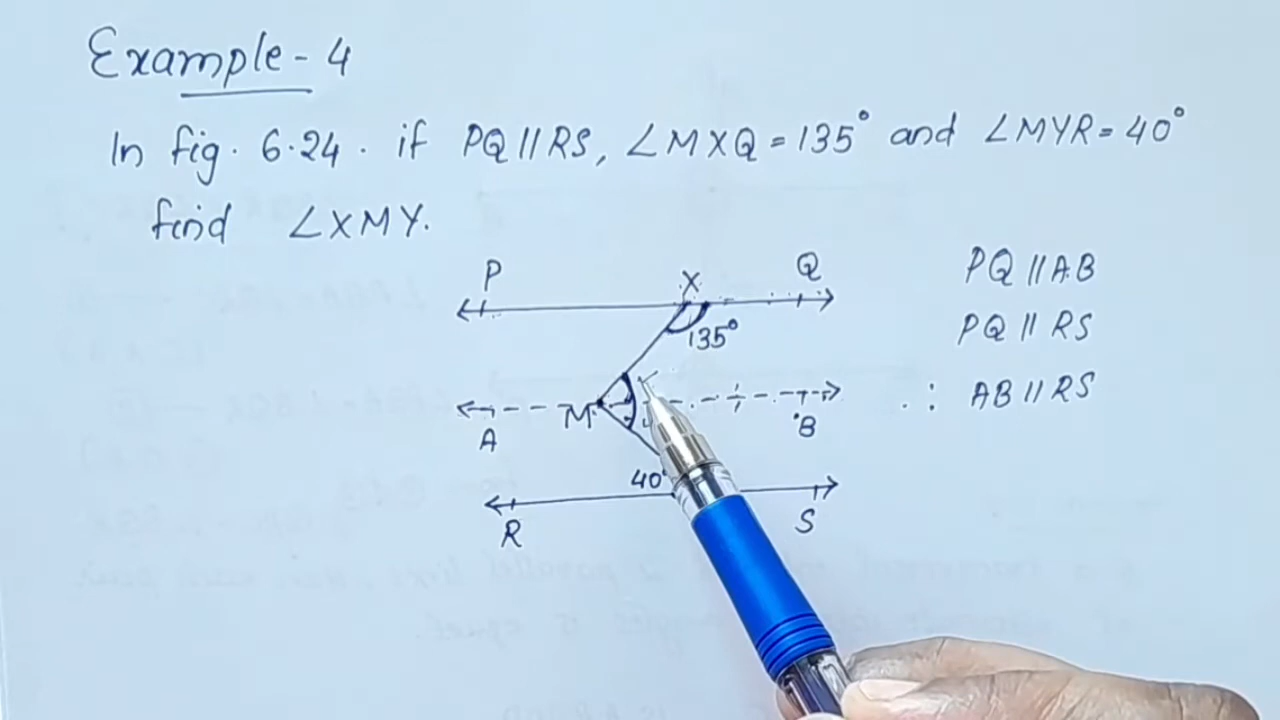 Example-4
In fig. 6.24. if PQ//RS, ∠MXQ=135° and ∠MYR=40°
find ∠XMY.
P X Q
PQ//AB
135°
PQ//RS
M
A B
∴ AB//RS
40°
R S